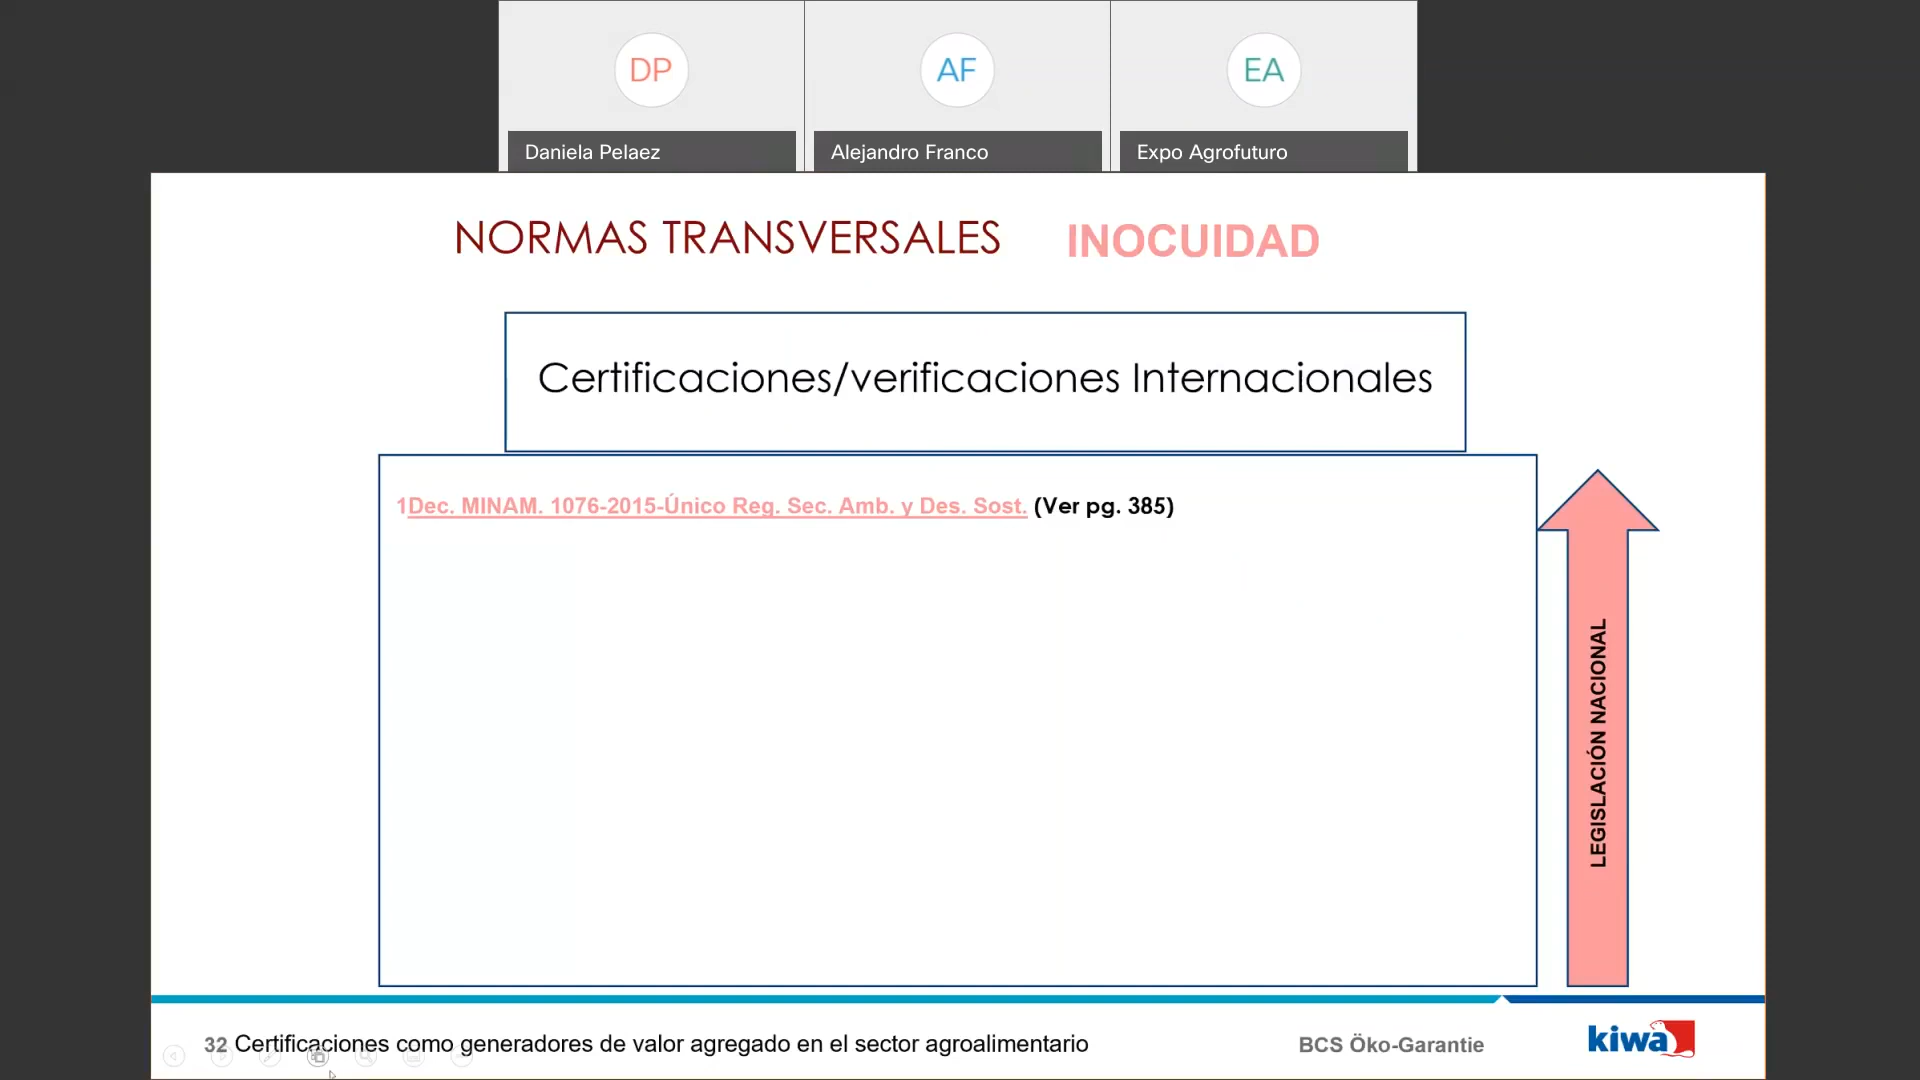 DP
AF
EA
Daniela Pelaez
Alejandro Franco
Expo Agrofuturo
NORMAS TRANSVERSALES INOCUIDAD
Certificaciones/verificaciones Internacionales
1Dec. MINAM. 1076-2015-Único Reg. Sec. Amb. y Des. Sost. (Ver pg. 385)
LEGISLACIÓN NACIONAL
32 Certificaciones como generadores de valor agregado en el sector agroalimentario
BCS Öko-Garantie
kiwa